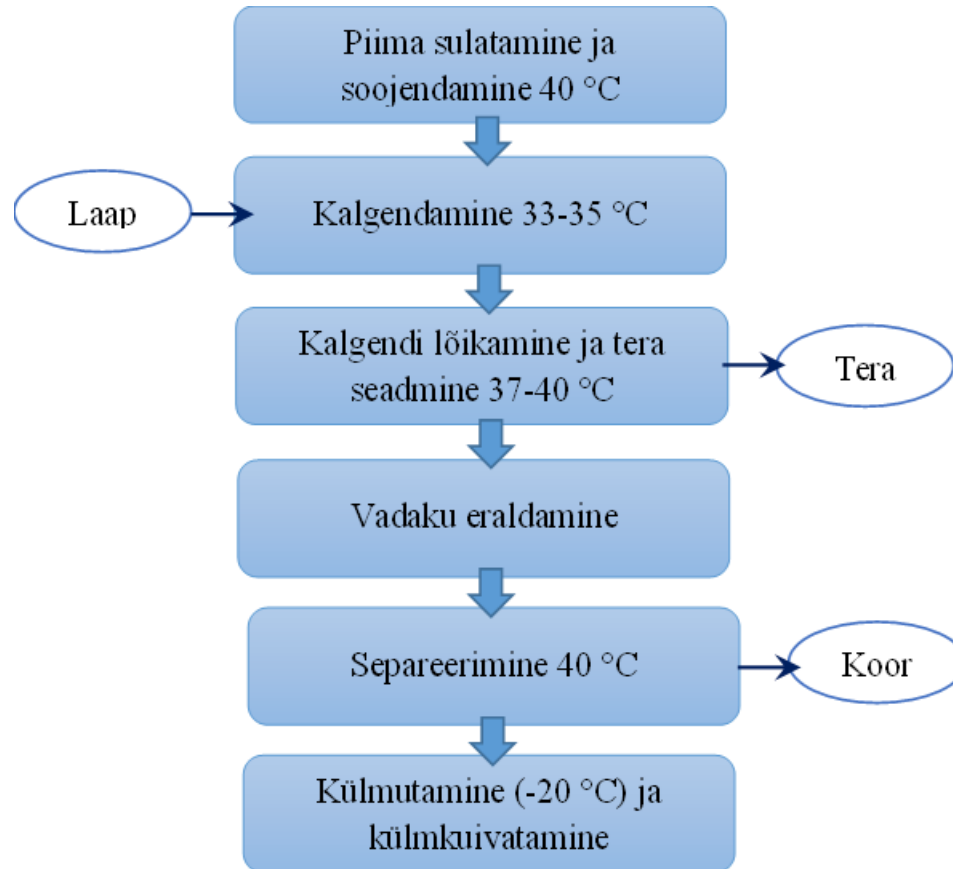 Piima sulatamine ja
soojendamine 40 °C
Laap
Kalgendamine 33-35 °C
Kalgendi lõikamine ja tera
seadmine 37-40 °C
Tera
Vadaku eraldamine
Separeerimine 40 °C
Koor
Külmutamine (-20 °C) ja
külmkuivatamine